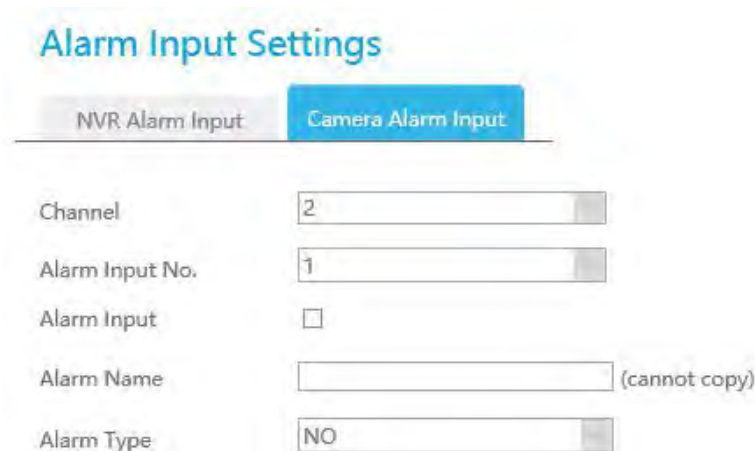 Alarm Input Settings
NVR Alarm Input Camera Alarm Input
Channel 2
Alarm Input No. 1
Alarm Input
Alarm Name (cannot copy)
Alarm Type NO